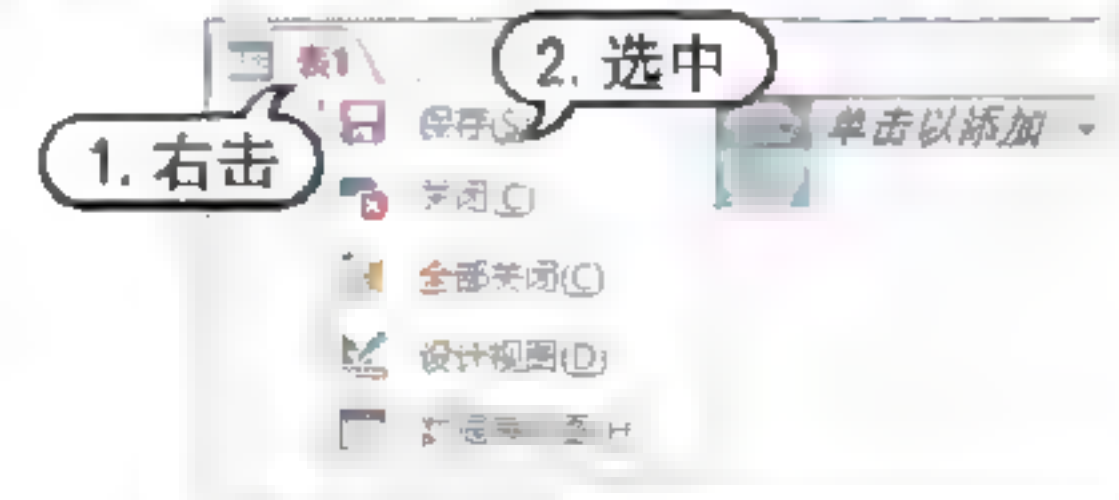 表1
2. 选中
1. 右击
保存(S)
单击以添加
关闭(C)
全部关闭(C)
设计视图(D)